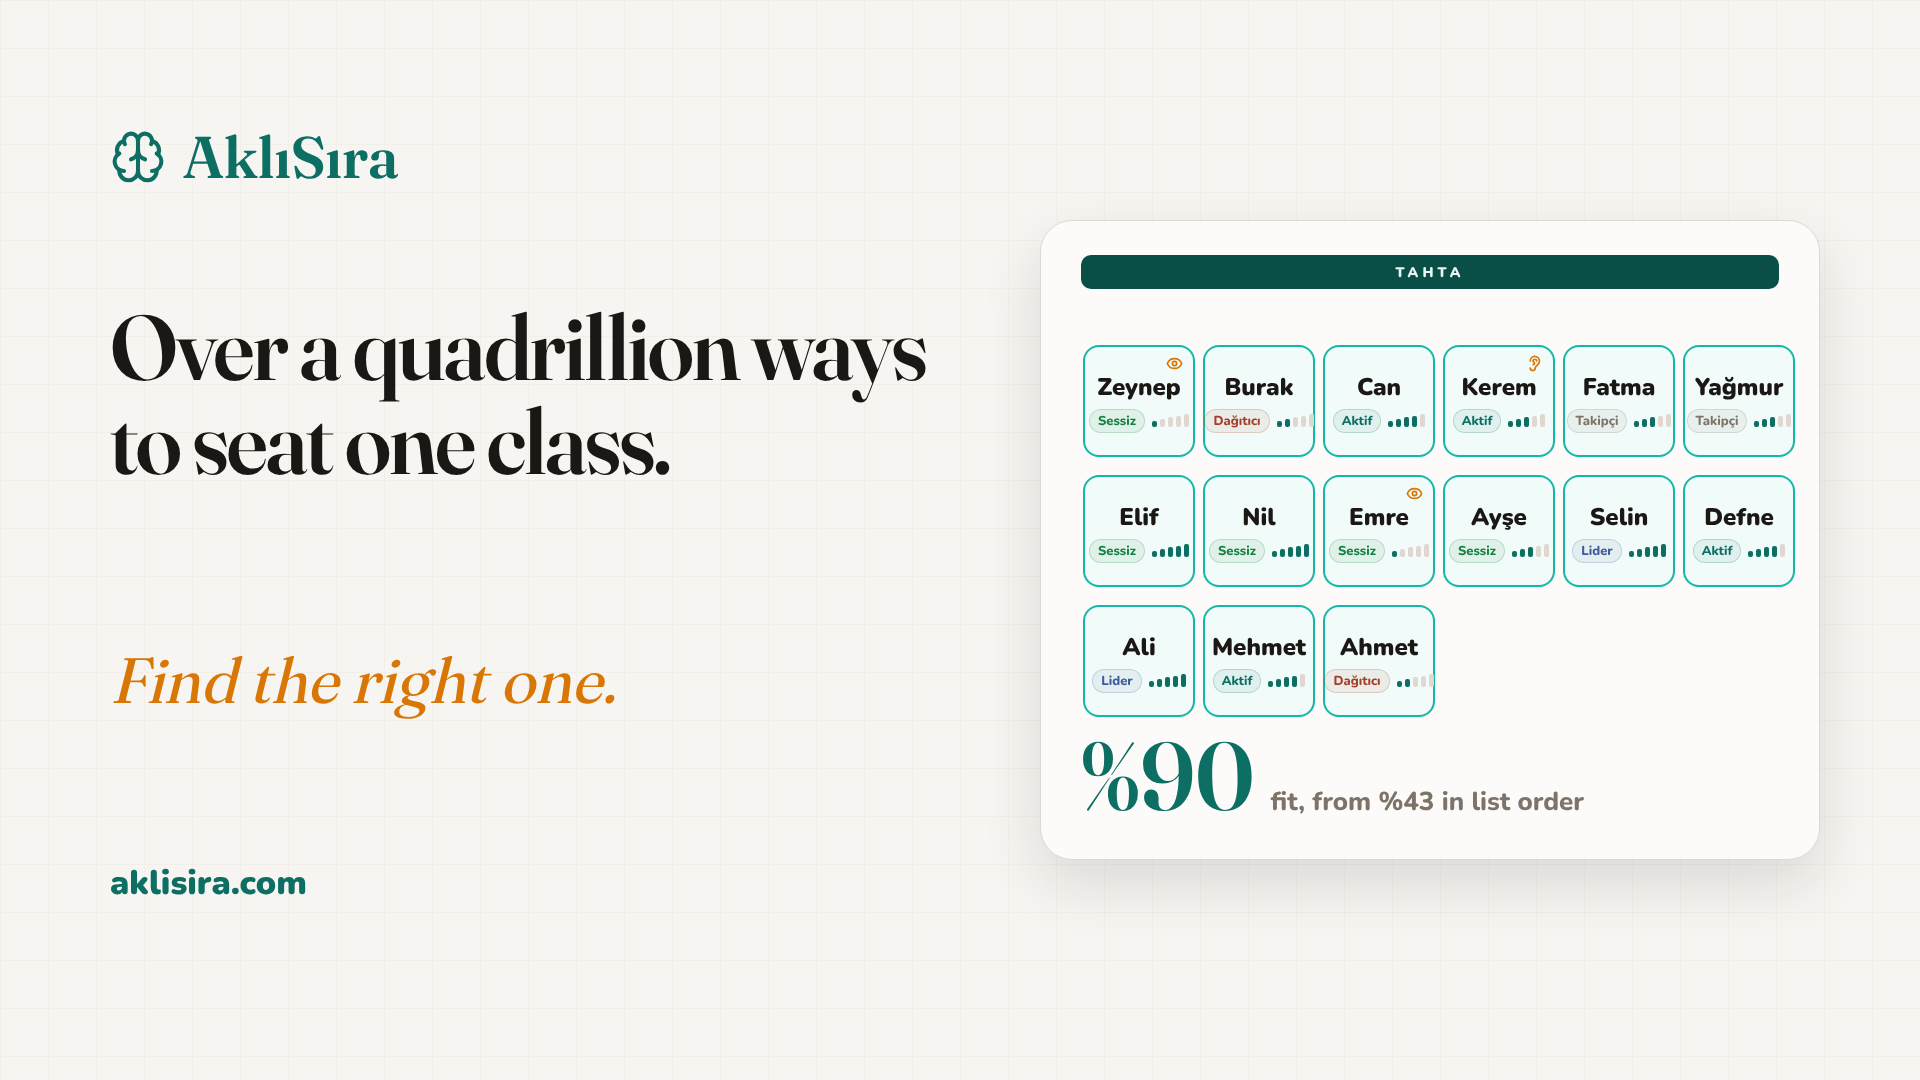 AklıSıra
Over a quadrillion ways
to seat one class.
Find the right one.
aklisira.com
TAHTA
Zeynep Burak Can Kerem Fatma Yağmur
Sessiz Dağıtıcı Aktif Aktif Takipçi Takipçi
Elif Nil Emre Ayşe Selin Defne
Sessiz Sessiz Sessiz Sessiz Lider Aktif
Ali Mehmet Ahmet
Lider Aktif Dağıtıcı
%90 fit, from %43 in list order